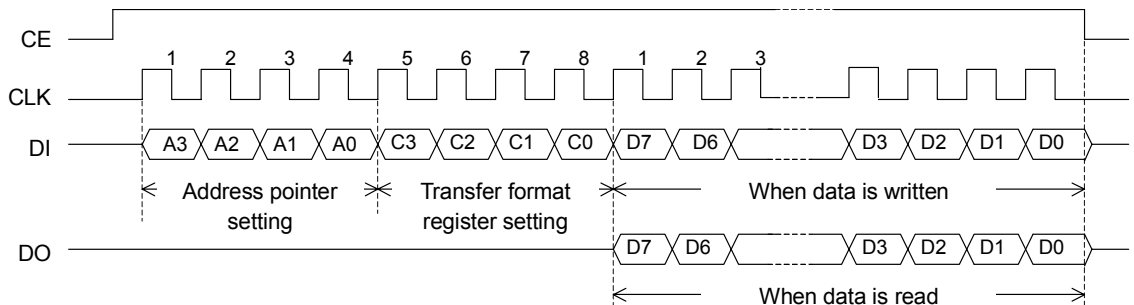 CE
1 2 3 4 5 6 7 8 1 2 3
CLK
DI A3 A2 A1 A0 C3 C2 C1 C0 D7 D6 D3 D2 D1 D0
Address pointer setting
Transfer format register setting
When data is written
DO D7 D6 D3 D2 D1 D0
When data is read